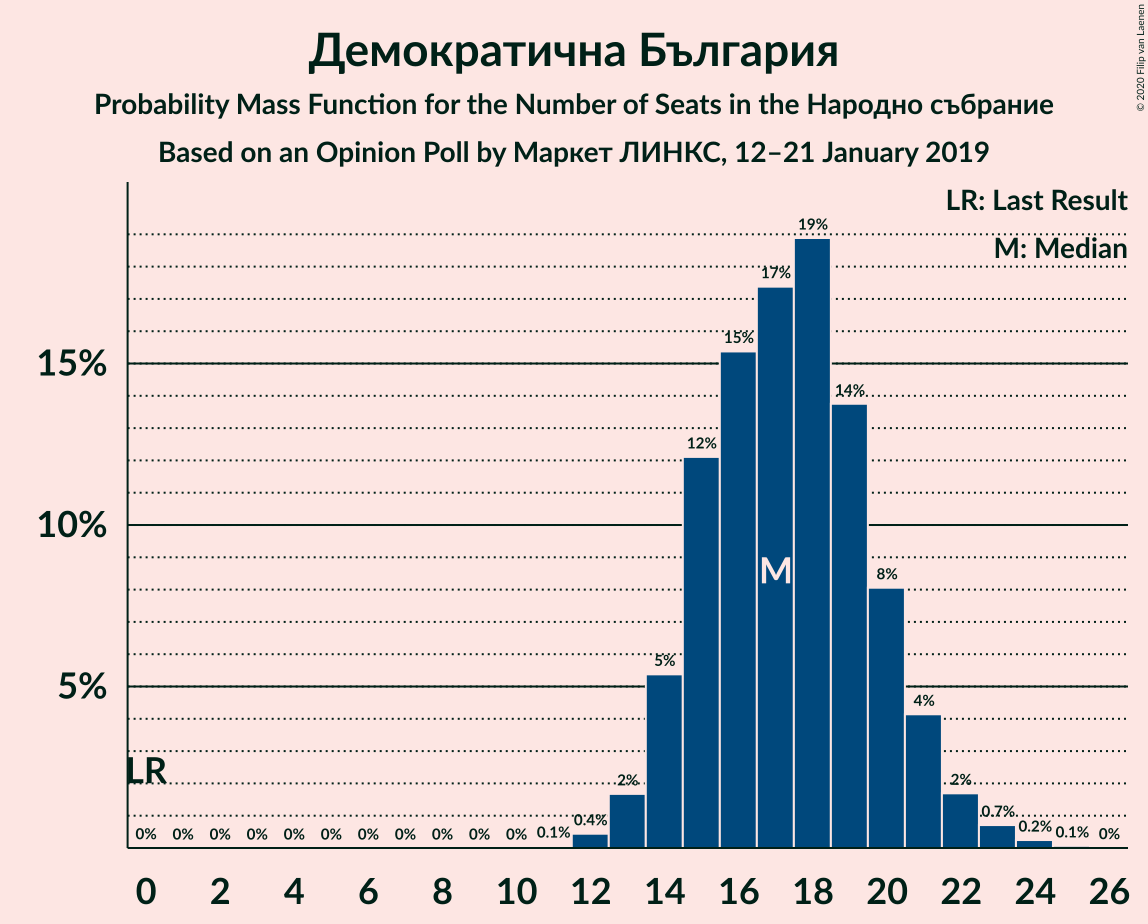 Демократична България
Probability Mass Function for the Number of Seats in the Народно събрание
Based on an Opinion Poll by Маркет ЛИНКС, 12–21 January 2019
© 2020 Filip van Laenen
LR: Last Result
M: Median
15%
10%
5%
LR
M
0% 0% 0% 0% 0% 0% 0% 0% 0% 0% 0% 0.1% 0.4% 2% 5% 12% 15% 17% 19% 14% 8% 4% 2% 0.7% 0.2% 0.1% 0%
0 2 4 6 8 10 12 14 16 18 20 22 24 26